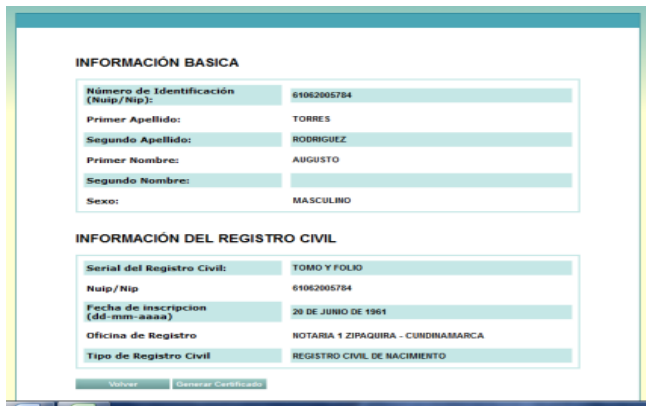 INFORMACIÓN BASICA
Número de Identificación
(Nuip/Nip):
61062005784
Primer Apellido:
TORRES
Segundo Apellido:
RODRIGUEZ
Primer Nombre:
AUGUSTO
Segundo Nombre:
Sexo:
MASCULINO
INFORMACIÓN DEL REGISTRO CIVIL
Serial del Registro Civil:
TOMO Y FOLIO
Nuip/Nip
61062005784
Fecha de inscripcion
(dd-mm-aaaa)
20 DE JUNIO DE 1961
Oficina de Registro
NOTARIA 1 ZIPAQUIRA - CUNDINAMARCA
Tipo de Registro Civil
REGISTRO CIVIL DE NACIMIENTO
Volver
Generar Certificado